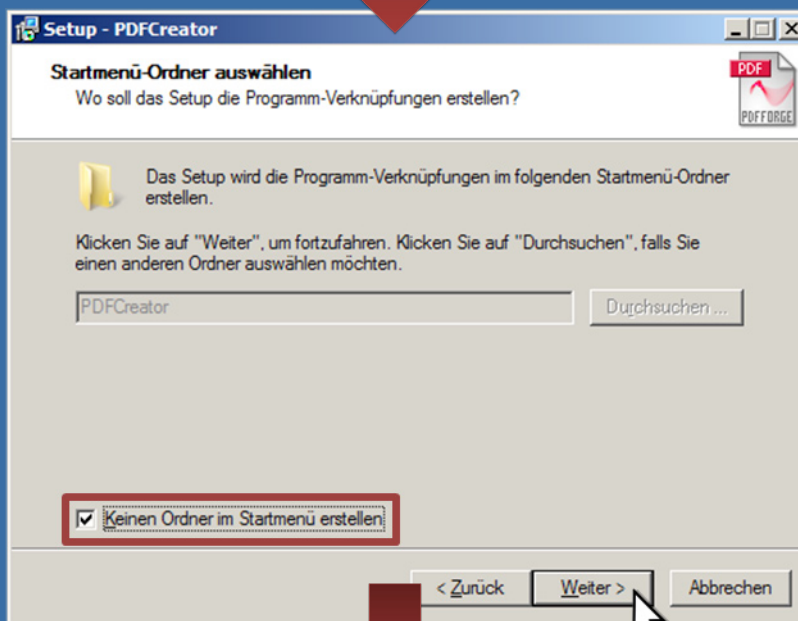 Setup - PDFCreator
Startmenü-Ordner auswählen
Wo soll das Setup die Programm-Verknüpfungen erstellen?
PDF
PDFFORGE
Das Setup wird die Programm-Verknüpfungen im folgenden Startmenü-Ordner
erstellen.
Klicken Sie auf "Weiter", um fortzufahren. Klicken Sie auf "Durchsuchen", falls Sie
einen anderen Ordner auswählen möchten.
PDFCreator
Durchsuchen ...
Keinen Ordner im Startmenü erstellen
< Zurück
Weiter >
Abbrechen